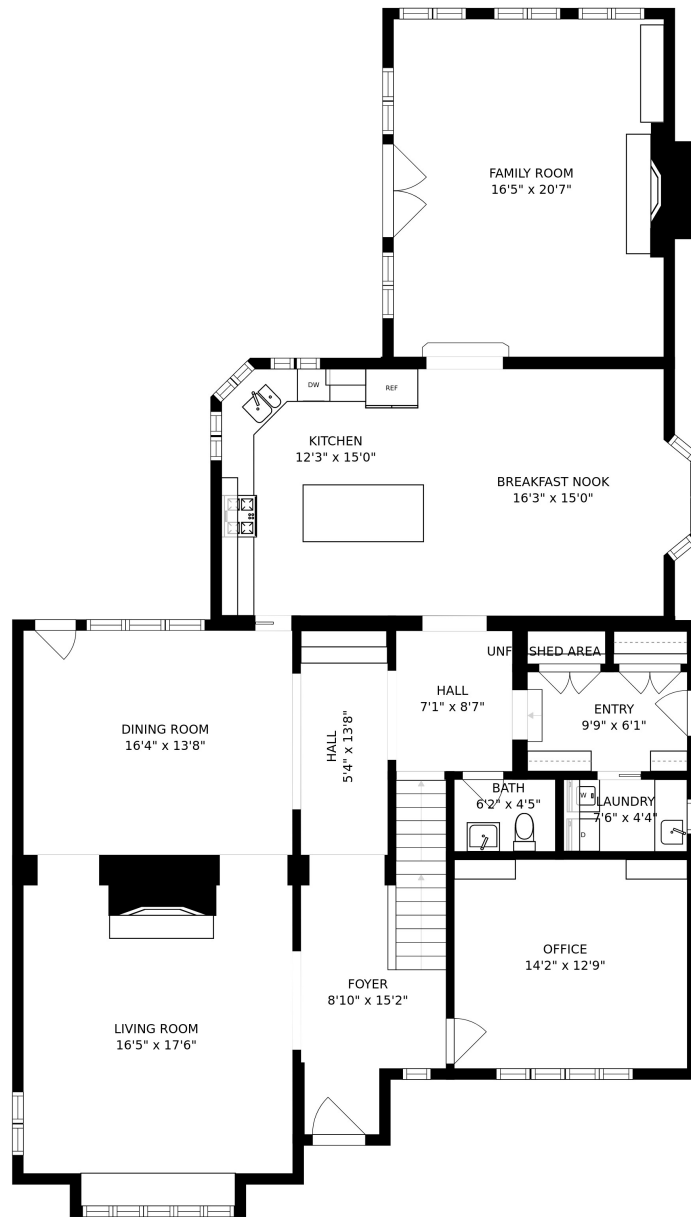 FAMILY ROOM
16'5" x 20'7"
DW
REF
KITCHEN
12'3" x 15'0"
BREAKFAST NOOK
16'3" x 15'0"
UNFINISHED AREA
HALL
7'1" x 8'7"
ENTRY
9'9" x 6'1"
DINING ROOM
16'4" x 13'8"
HALL
5'4" x 13'8"
BATH
6'2" x 4'5"
W
LAUNDRY
7'6" x 4'4"
D
OFFICE
14'2" x 12'9"
FOYER
8'10" x 15'2"
LIVING ROOM
16'5" x 17'6"